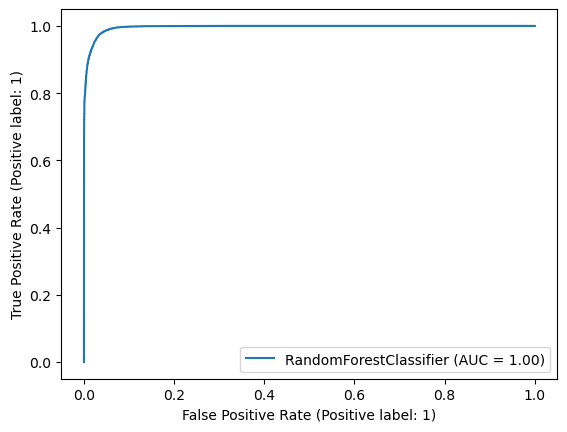 True Positive Rate (Positive label: 1)
1.0
0.8
0.6
0.4
0.2
0.0
RandomForestClassifier (AUC = 1.00)
0.0 0.2 0.4 0.6 0.8 1.0
False Positive Rate (Positive label: 1)